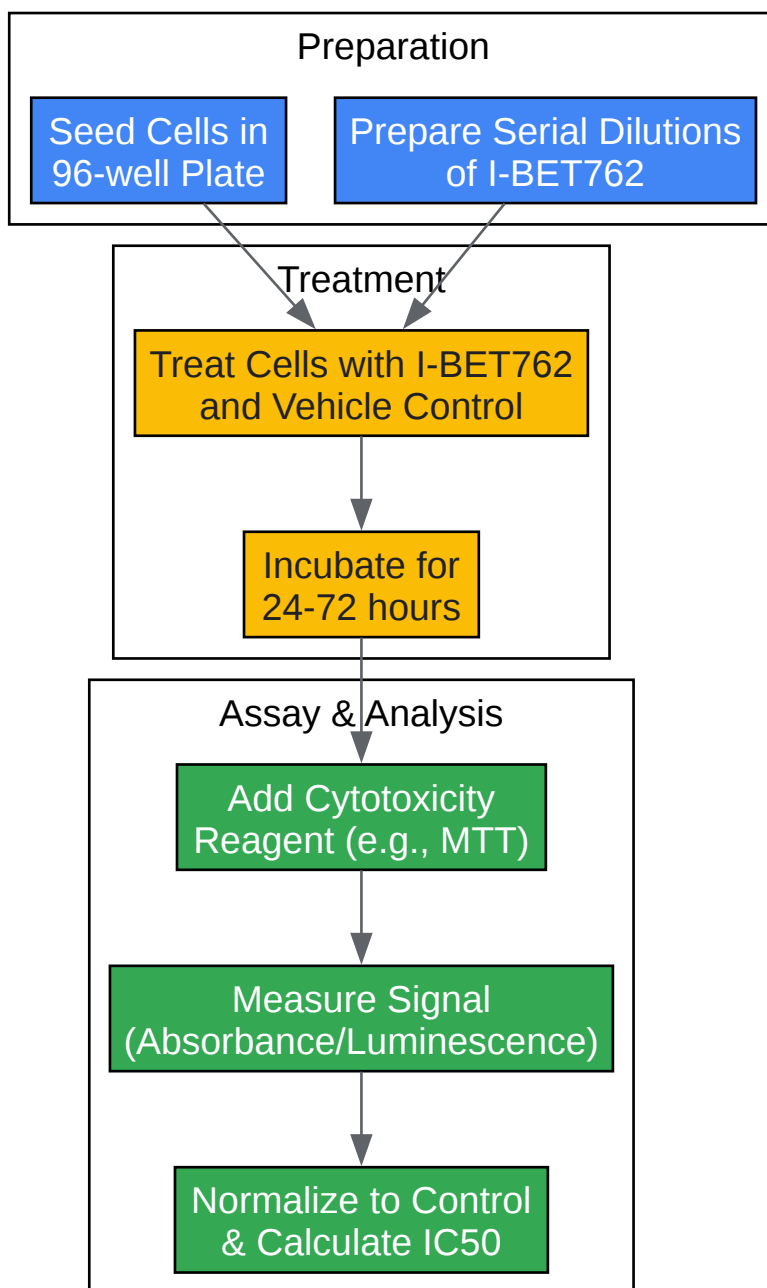 Preparation
Seed Cells in
96-well Plate
Prepare Serial Dilutions
of I-BET762
Treatment
Treat Cells with I-BET762
and Vehicle Control
Incubate for
24-72 hours
Assay & Analysis
Add Cytotoxicity
Reagent (e.g., MTT)
Measure Signal
(Absorbance/Luminescence)
Normalize to Control
& Calculate IC50